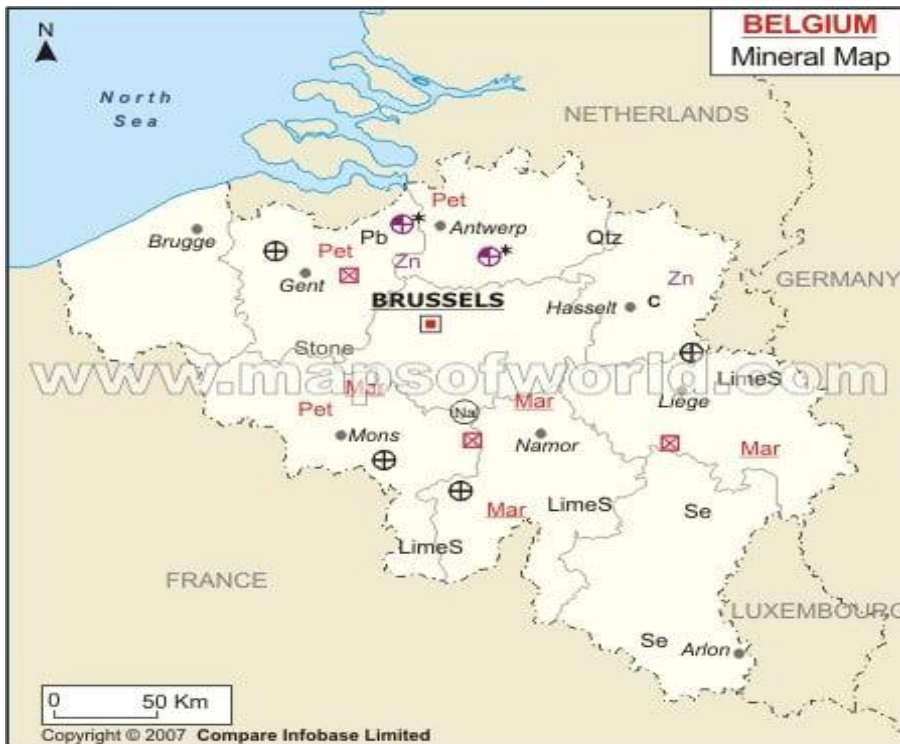 BELGIUM
Mineral Map
N
North
Sea
NETHERLANDS
Pet
Brugge
Pb
*
Antwerp
Qtz
Pet
Zn
*
Zn
GERMANY
Gent
BRUSSELS
Hasselt
C
Stone
www.mapsofworld.com
Mar
LimeS
Liege
Pet
Na
Mar
Mons
Namor
Mar
Mar
LimeS
Se
LimeS
FRANCE
LUXEMBOURG
Se
Arlon
0 50 Km
Copyright © 2007 Compare Infobase Limited